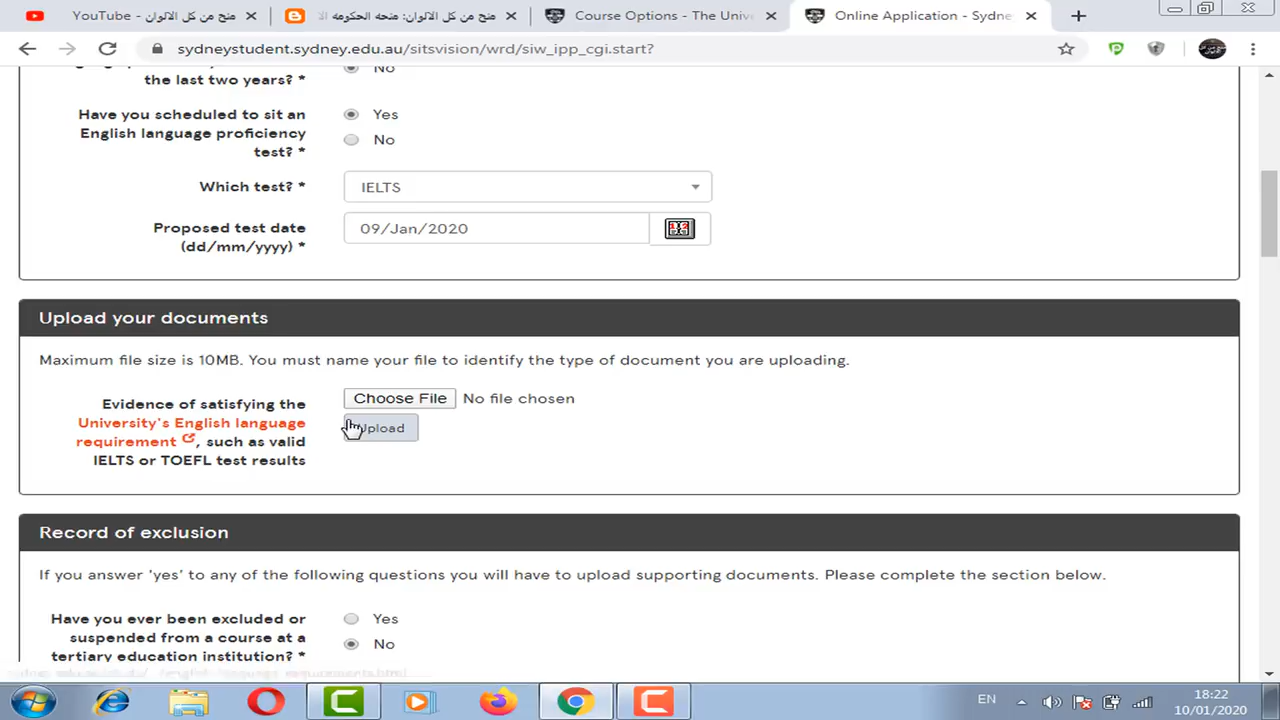 YouTube - منح من كل الالوان
منح من كل الالوان: منحه الحكومه الا
Course Options - The Unive
Online Application - Sydne
sydneystudent.sydney.edu.au/sitsvision/wrd/siw_ipp_cgi.start?
the last two years? *
No
Have you scheduled to sit an
English language proficiency
test? *
Yes
No
Which test? *
IELTS
Proposed test date
(dd/mm/yyyy) *
09/Jan/2020
Upload your documents
Maximum file size is 10MB. You must name your file to identify the type of document you are uploading.
Evidence of satisfying the
University's English language
requirement , such as valid
IELTS or TOEFL test results
Choose File No file chosen
Upload
Record of exclusion
If you answer 'yes' to any of the following questions you will have to upload supporting documents. Please complete the section below.
Have you ever been excluded or
suspended from a course at a
tertiary education institution? *
Yes
No
EN
18:22
10/01/2020